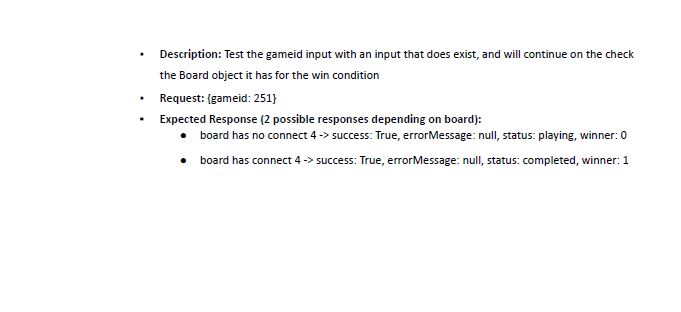 ▪ Description: Test the gameid input with an input that does exist, and will continue on the check
the Board object it has for the win condition
▪ Request: {gameid: 251}
▪ Expected Response (2 possible responses depending on board):
● board has no connect 4 -> success: True, errorMessage: null, status: playing, winner: 0
● board has connect 4 -> success: True, errorMessage: null, status: completed, winner: 1